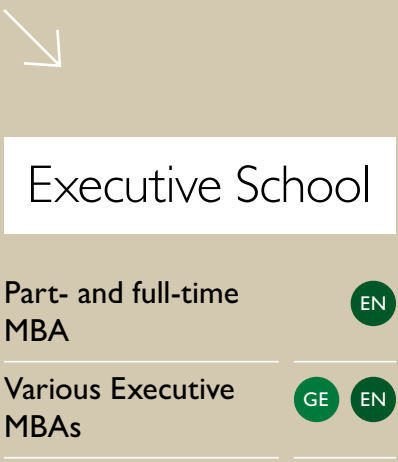 Executive School
Part- and full-time EN
MBA
Various Executive GE EN
MBAs